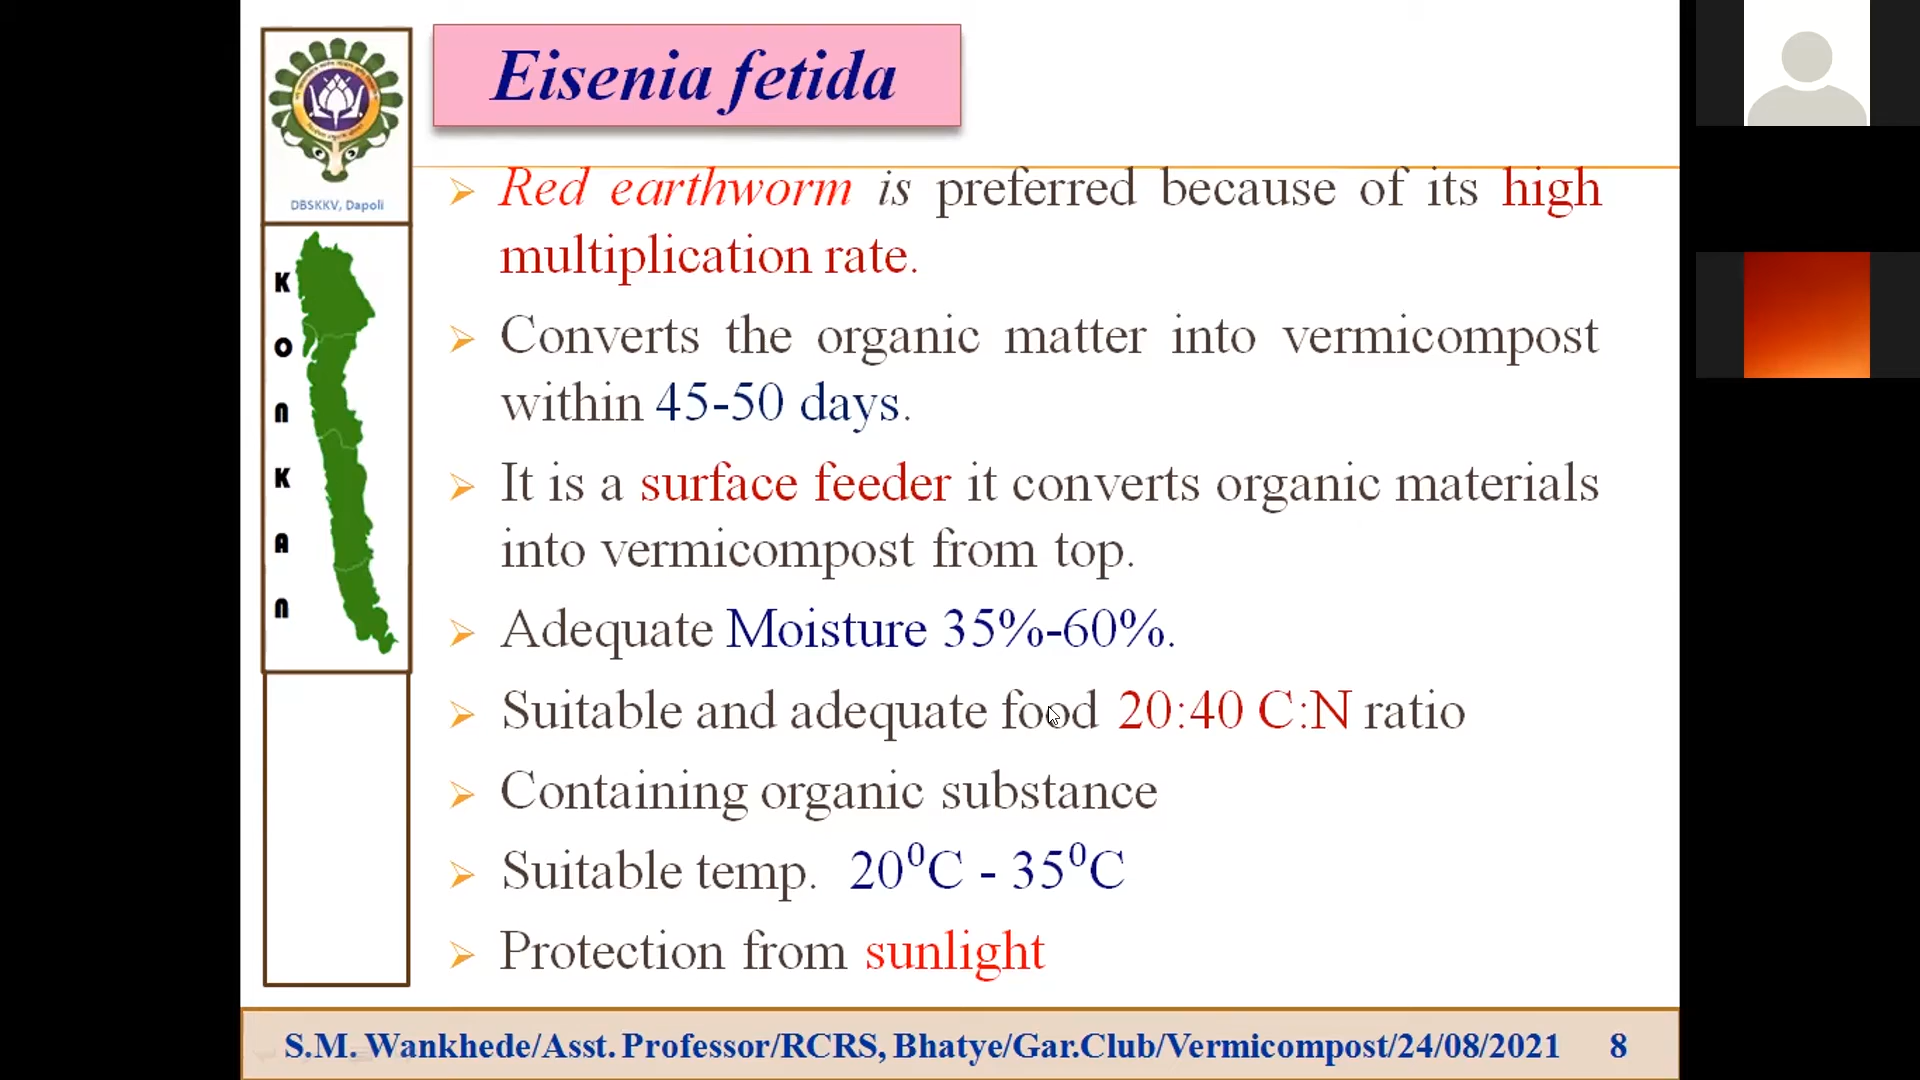 Eisenia fetida
DBSKKV, Dapoli
KONKAN
Red earthworm is preferred because of its high
multiplication rate.
Converts the organic matter into vermicompost
within 45-50 days.
It is a surface feeder it converts organic materials
into vermicompost from top.
Adequate Moisture 35%-60%.
Suitable and adequate food 20:40 C:N ratio
Containing organic substance
Suitable temp. 20⁰C - 35⁰C
Protection from sunlight
S.M. Wankhede/Asst. Professor/RCRS, Bhatye/Gar.Club/Vermicompost/24/08/2021 8